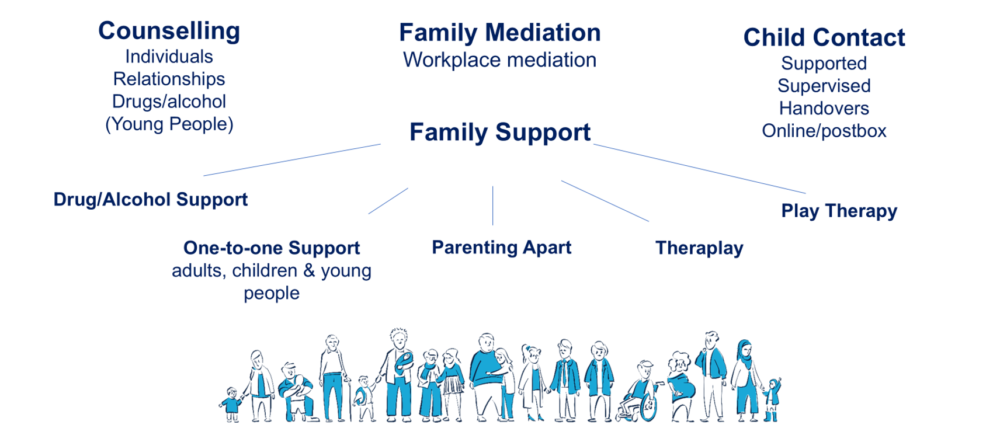 Counselling
Individuals
Relationships
Drugs/alcohol
(Young People)
Family Mediation
Workplace mediation
Child Contact
Supported
Supervised
Handovers
Online/postbox
Family Support
Drug/Alcohol Support
One-to-one Support
adults, children & young
people
Parenting Apart
Theraplay
Play Therapy